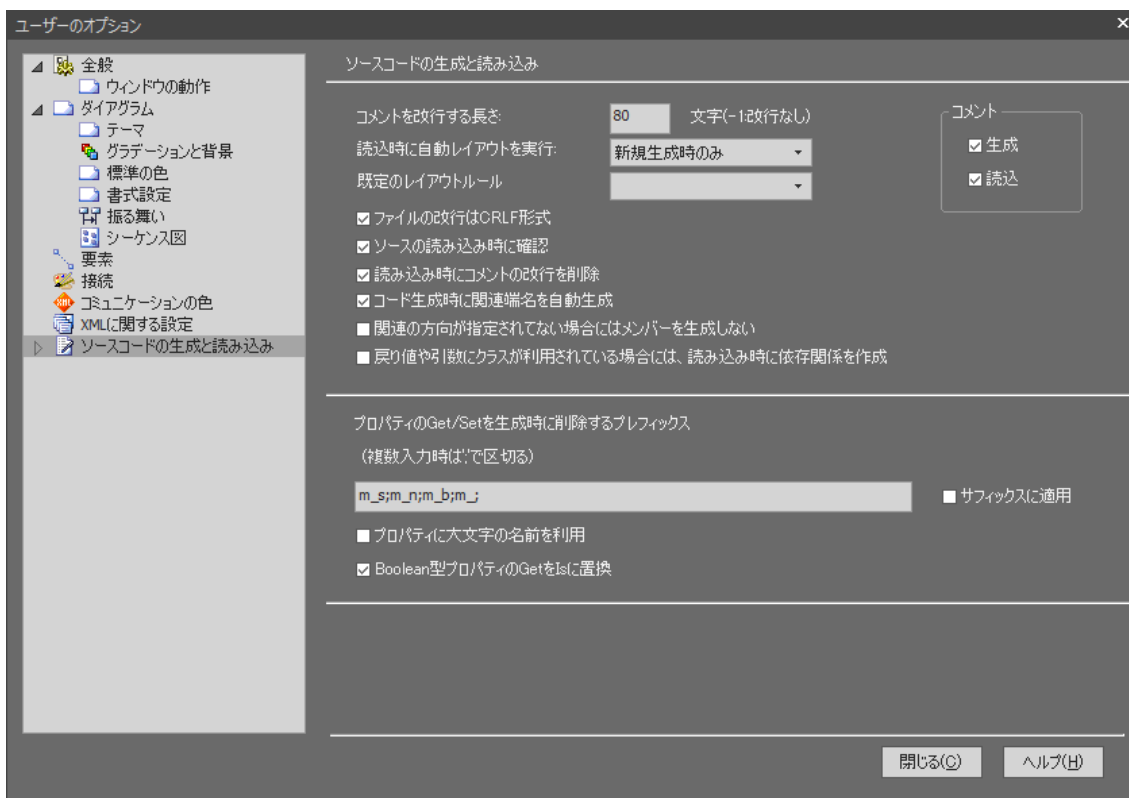 ユーザーのオプション
全般
ウィンドウの動作
ダイアグラム
テーマ
グラデーションと背景
標準の色
書式設定
振る舞い
シーケンス図
要素
接続
コミュニケーションの色
XMLに関する設定
ソースコードの生成と読み込み
ソースコードの生成と読み込み
コメントを改行する長さ: 80 文字(-1:改行なし)
読込時に自動レイアウトを実行: 新規生成時のみ
既定のレイアウトルール
コメント
生成
読込
ファイルの改行はCRLF形式
ソースの読み込み時に確認
読み込み時にコメントの改行を削除
コード生成時に関連端名を自動生成
関連の方向が指定されてない場合にはメンバーを生成しない
戻り値や引数にクラスが利用されている場合には、読み込み時に依存関係を作成
プロパティのGet/Setを生成時に削除するプレフィックス
(複数入力時は';'で区切る)
m_s;m_n;m_b;m_; サフィックスに適用
プロパティに大文字の名前を利用
Boolean型プロパティのGetをIsに置換
閉じる(C) ヘルプ(H)